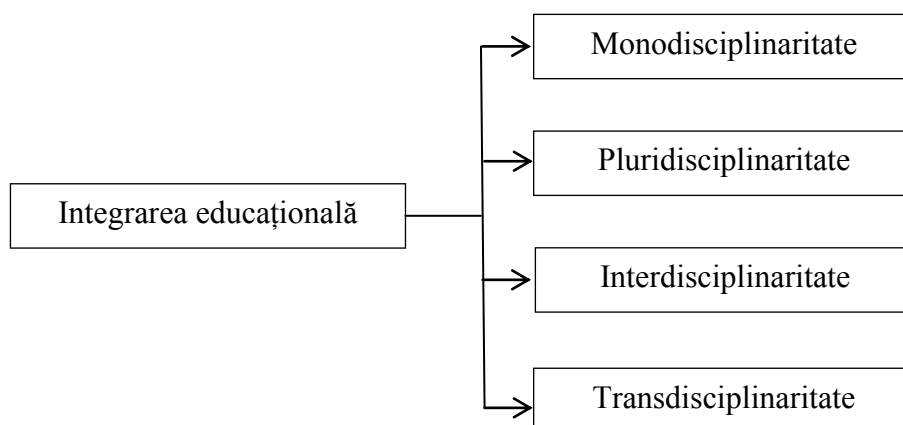 Monodisciplinaritate
Pluridisciplinaritate
Integrarea educațională
Interdisciplinaritate
Transdisciplinaritate